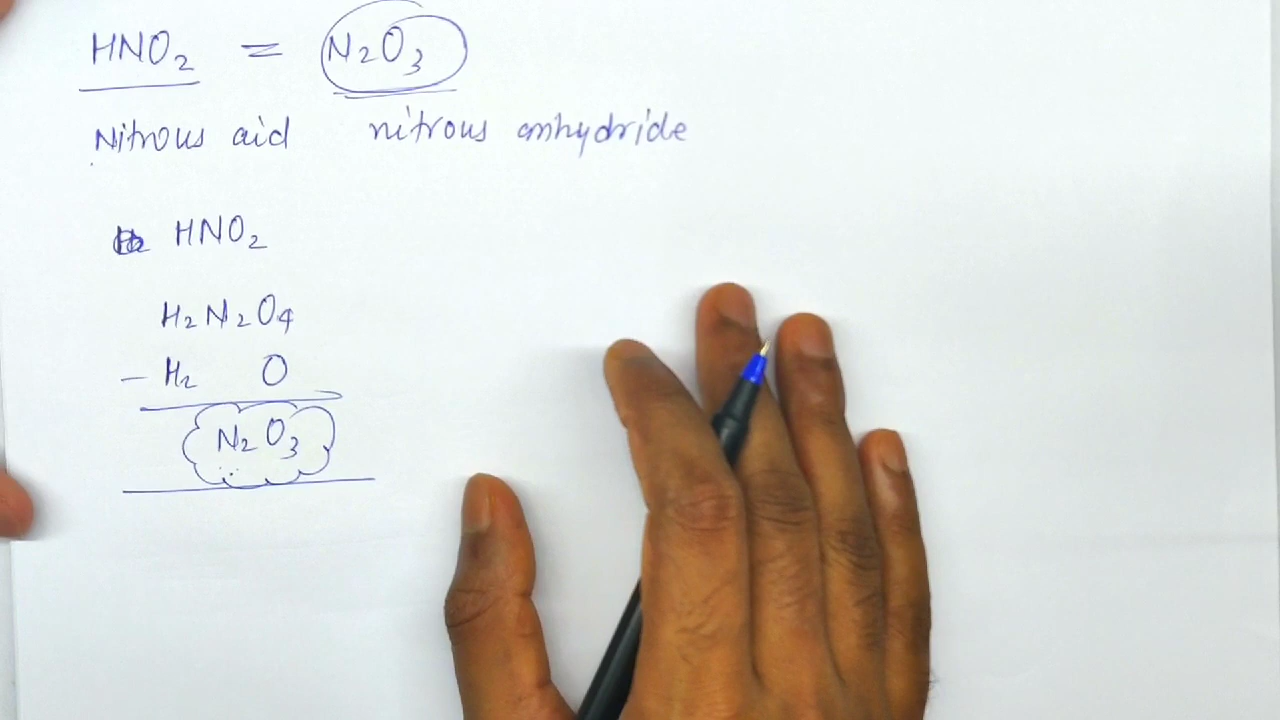 HNO₂ = N₂O₃
Nitrous aid nitrous anhydride
HNO₂
H₂N₂O₄
- H₂ O
N₂O₃